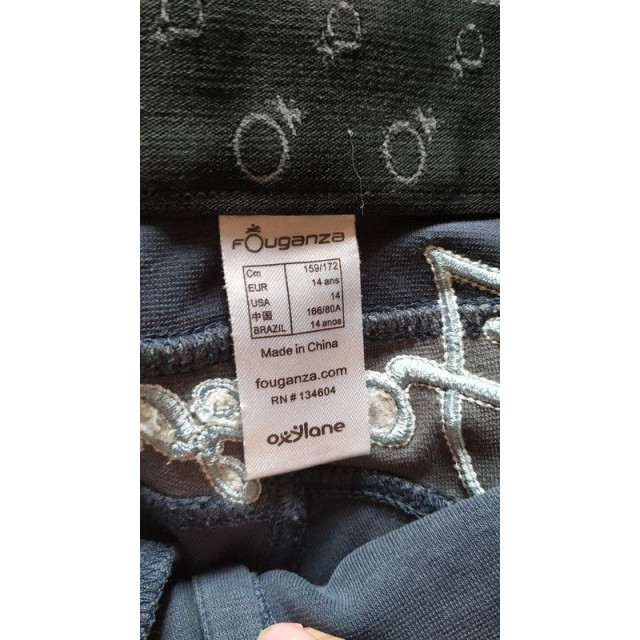 fouganza
Cm 159/172
EUR 14 ans
USA 14
中国 166/80A
BRAZIL 14 anos
Made in China
fouganza.com
RN # 134604
oxylane